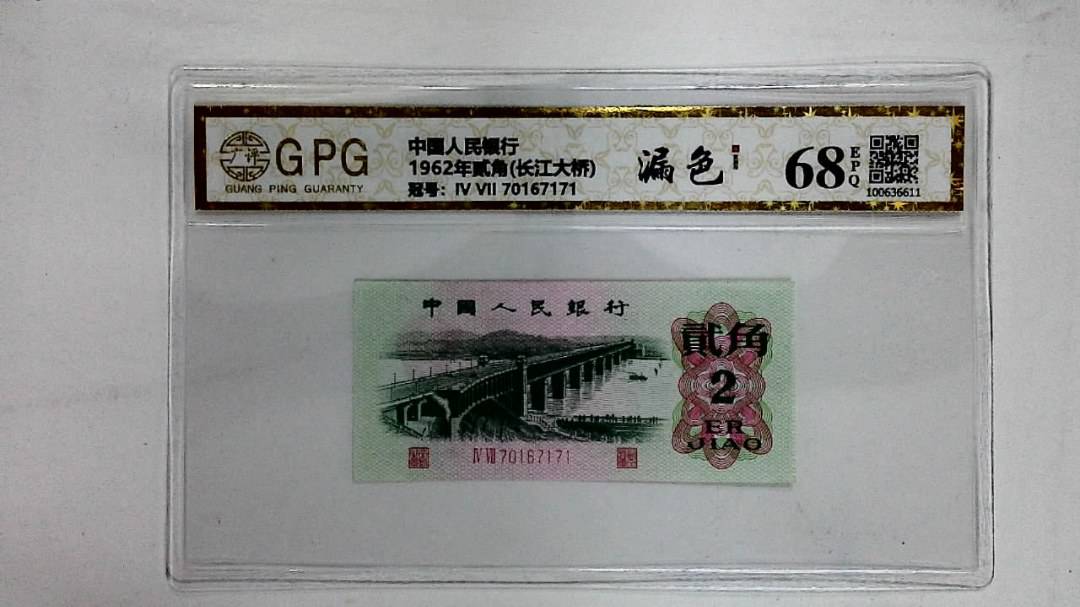 GPG
GUANG PING GUARANTY
中國人民銀行
1962年貳角(长江大桥)
冠号: IV VII 70167171
漏色
68
EPQ
100636611
中國人民銀行
貳角
2
ER
JIAO
IV VII 70167171